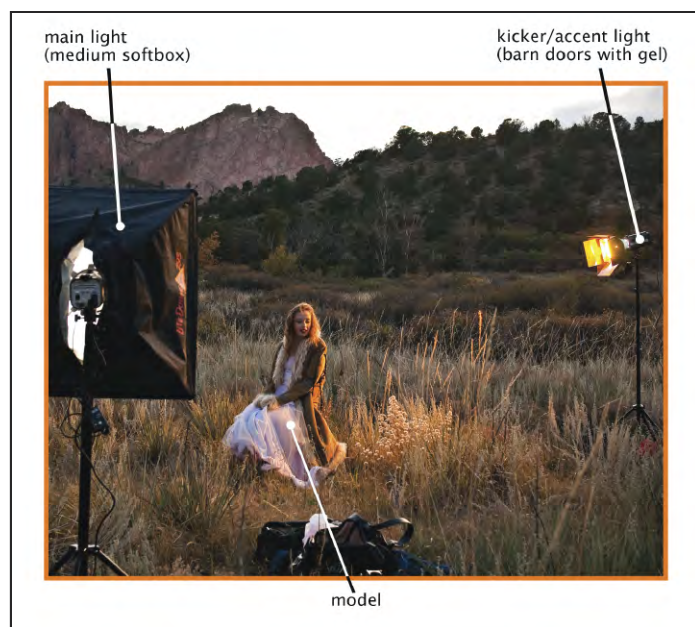 main light
(medium softbox)
kicker/accent light
(barn doors with gel)
model